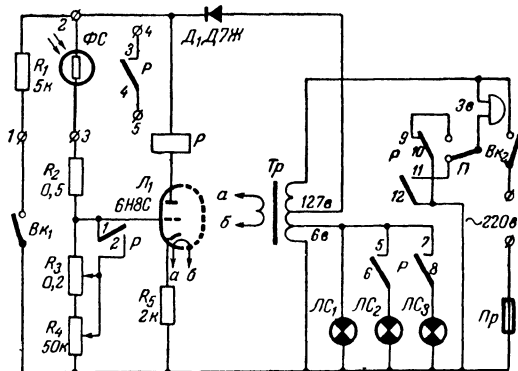 2
ФС
Д₁ Д7Ж
R₁
5к
3
4
P
4
5
1
3
P
R₂
0,5
Л₁
6Н8С
Тр
а
б
127в
6в
Зв
9
10
P
11
П
12
Вк₂
~220в
Вк₁
1
2
P
R₃
0,2
а
б
R₄
50к
R₅
2к
5
6
P
7
8
ЛС₁
ЛС₂
ЛС₃
Пр